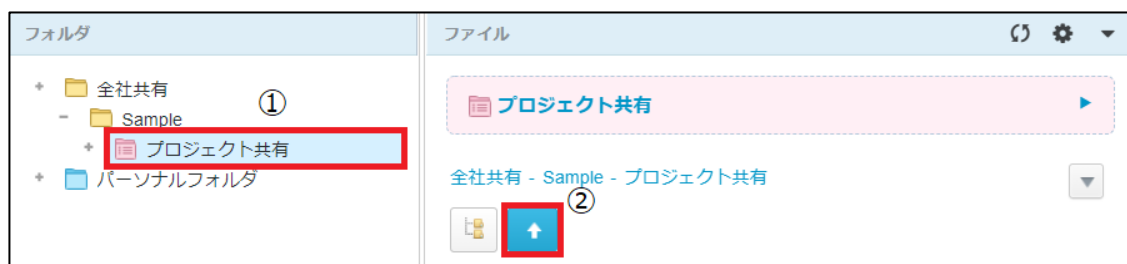 フォルダ
全社共有
①
Sample
プロジェクト共有
パーソナルフォルダ
ファイル
プロジェクト共有
全社共有 - Sample - プロジェクト共有
②